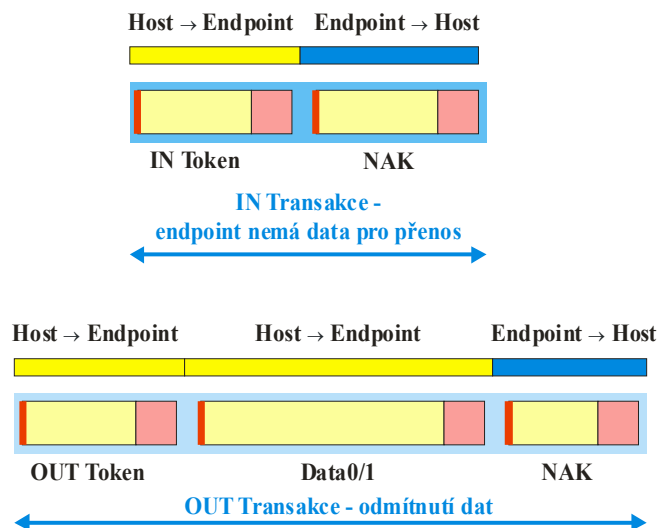 Host → Endpoint Endpoint → Host
IN Token NAK
IN Transakce -
endpoint nemá data pro přenos
Host → Endpoint Host → Endpoint Endpoint → Host
OUT Token Data0/1 NAK
OUT Transakce - odmítnutí dat